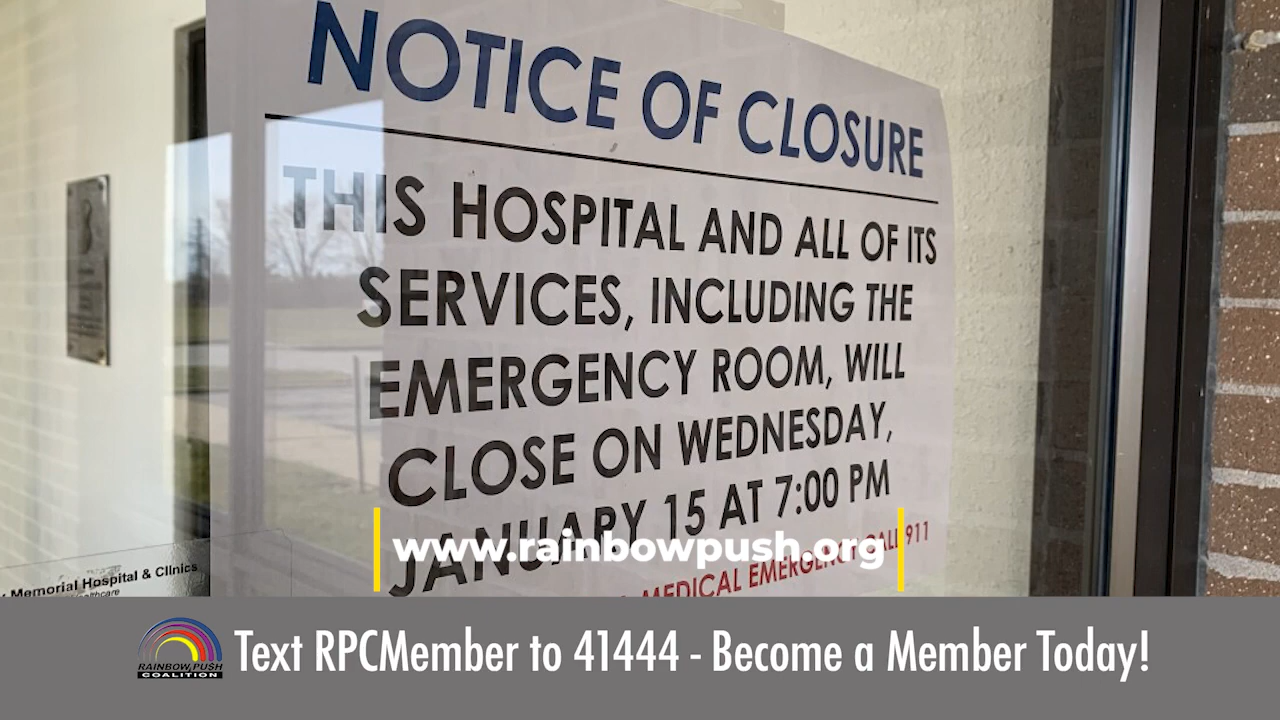 NOTICE OF CLOSURE
THIS HOSPITAL AND ALL OF ITS
SERVICES, INCLUDING THE
EMERGENCY ROOM, WILL
CLOSE ON WEDNESDAY,
JANUARY 15 AT 7:00 PM
MEDICAL EMERGENCY CALL 911
www.rainbowpush.org
Memorial Hospital & Clinics
RAINBOW PUSH
COALITION
Text RPCMember to 41444 - Become a Member Today!